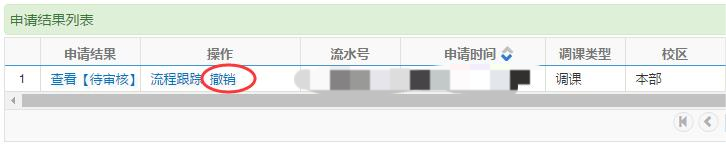 申请结果列表
申请结果 操作 流水号 申请时间 调课类型 校区
1 查看【待审核】 流程跟踪 撤销 调课 本部